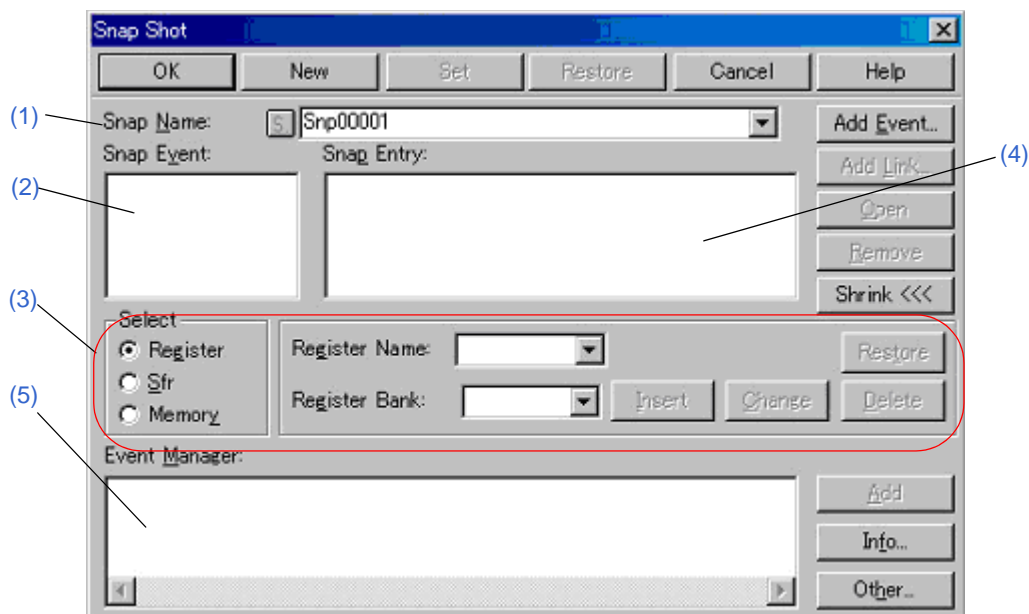 Snap Shot
OK New Set Restore Cancel Help
(1) Snap Name: S Snp00001 Add Event...
Snap Event: Snap Entry: Add Link...
(4)
(2) Open
Remove
(3) Shrink <<<
Select
Register Register Name: Restore
Sfr
(5) Memory Register Bank: Insert Change Delete
Event Manager:
Add
Info...
Other...